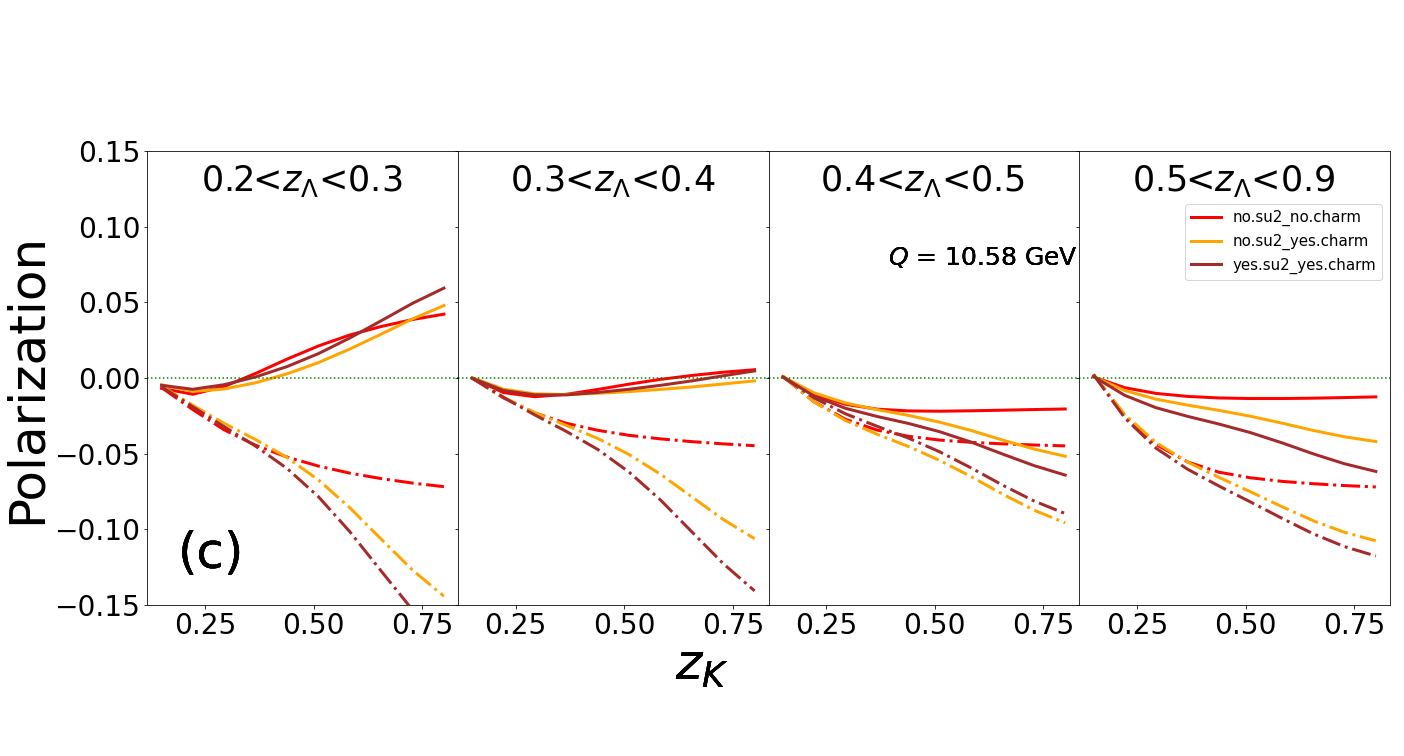 0.2<zΛ<0.3
0.3<zΛ<0.4
0.4<zΛ<0.5
0.5<zΛ<0.9
no.su2_no.charm
no.su2_yes.charm
yes.su2_yes.charm
Q = 10.58 GeV
(c)
Polarization
0.15
0.10
0.05
0.00
−0.05
−0.10
−0.15
0.25 0.50 0.75
0.25 0.50 0.75
0.25 0.50 0.75
0.25 0.50 0.75
zK